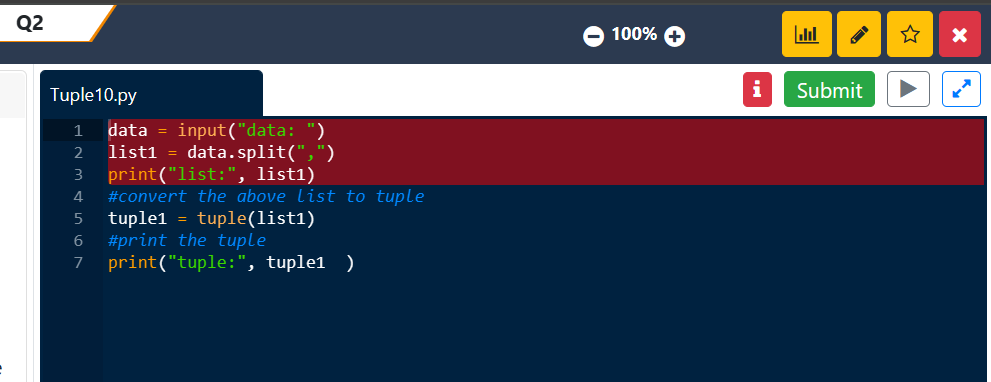 Q2
100%
Tuple10.py
i
Submit
1 data = input("data: ")
2 list1 = data.split(",")
3 print("list:", list1)
4 #convert the above list to tuple
5 tuple1 = tuple(list1)
6 #print the tuple
7 print("tuple:", tuple1  )